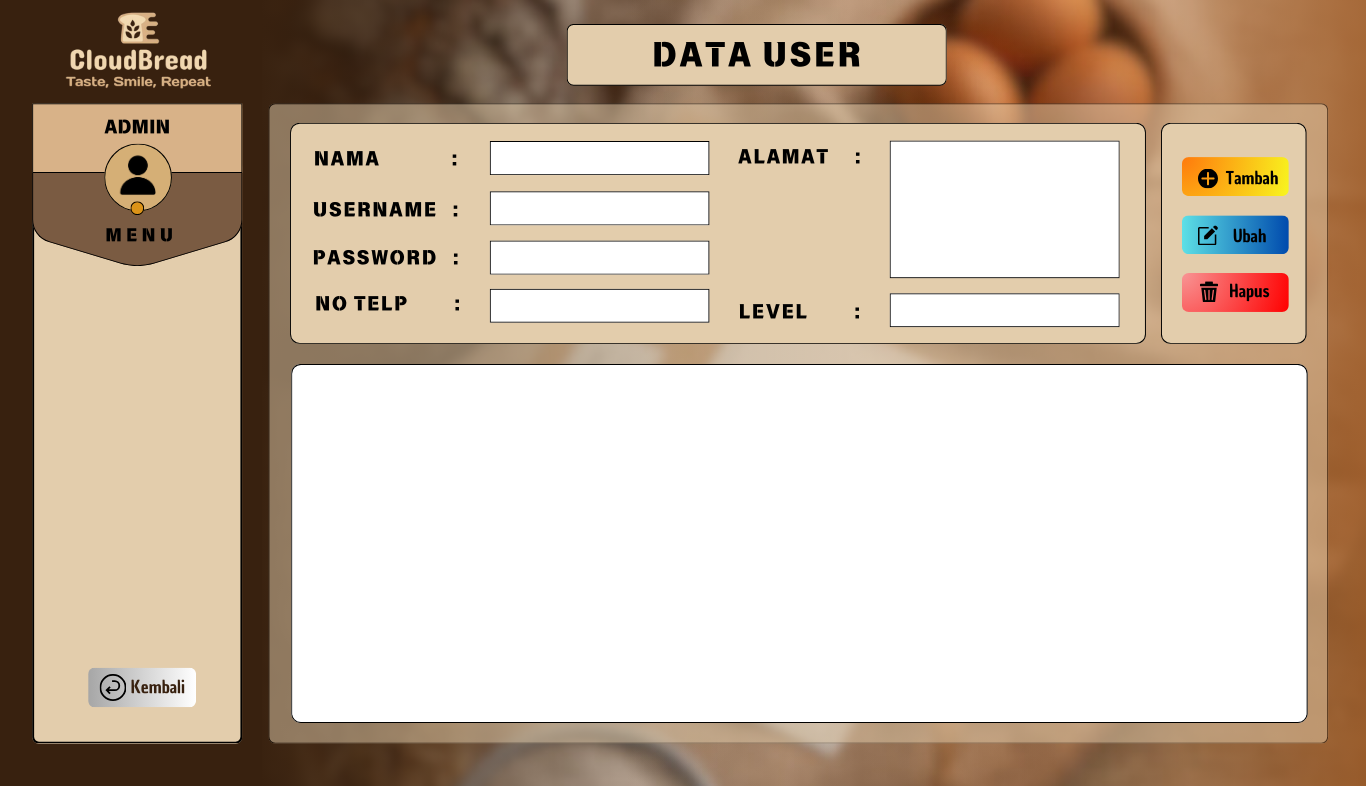 CloudBread
Taste, Smile, Repeat
DATA USER
ADMIN
MENU
NAMA :
USERNAME :
PASSWORD :
NO TELP :
ALAMAT :
LEVEL :
Tambah
Ubah
Hapus
Kembali